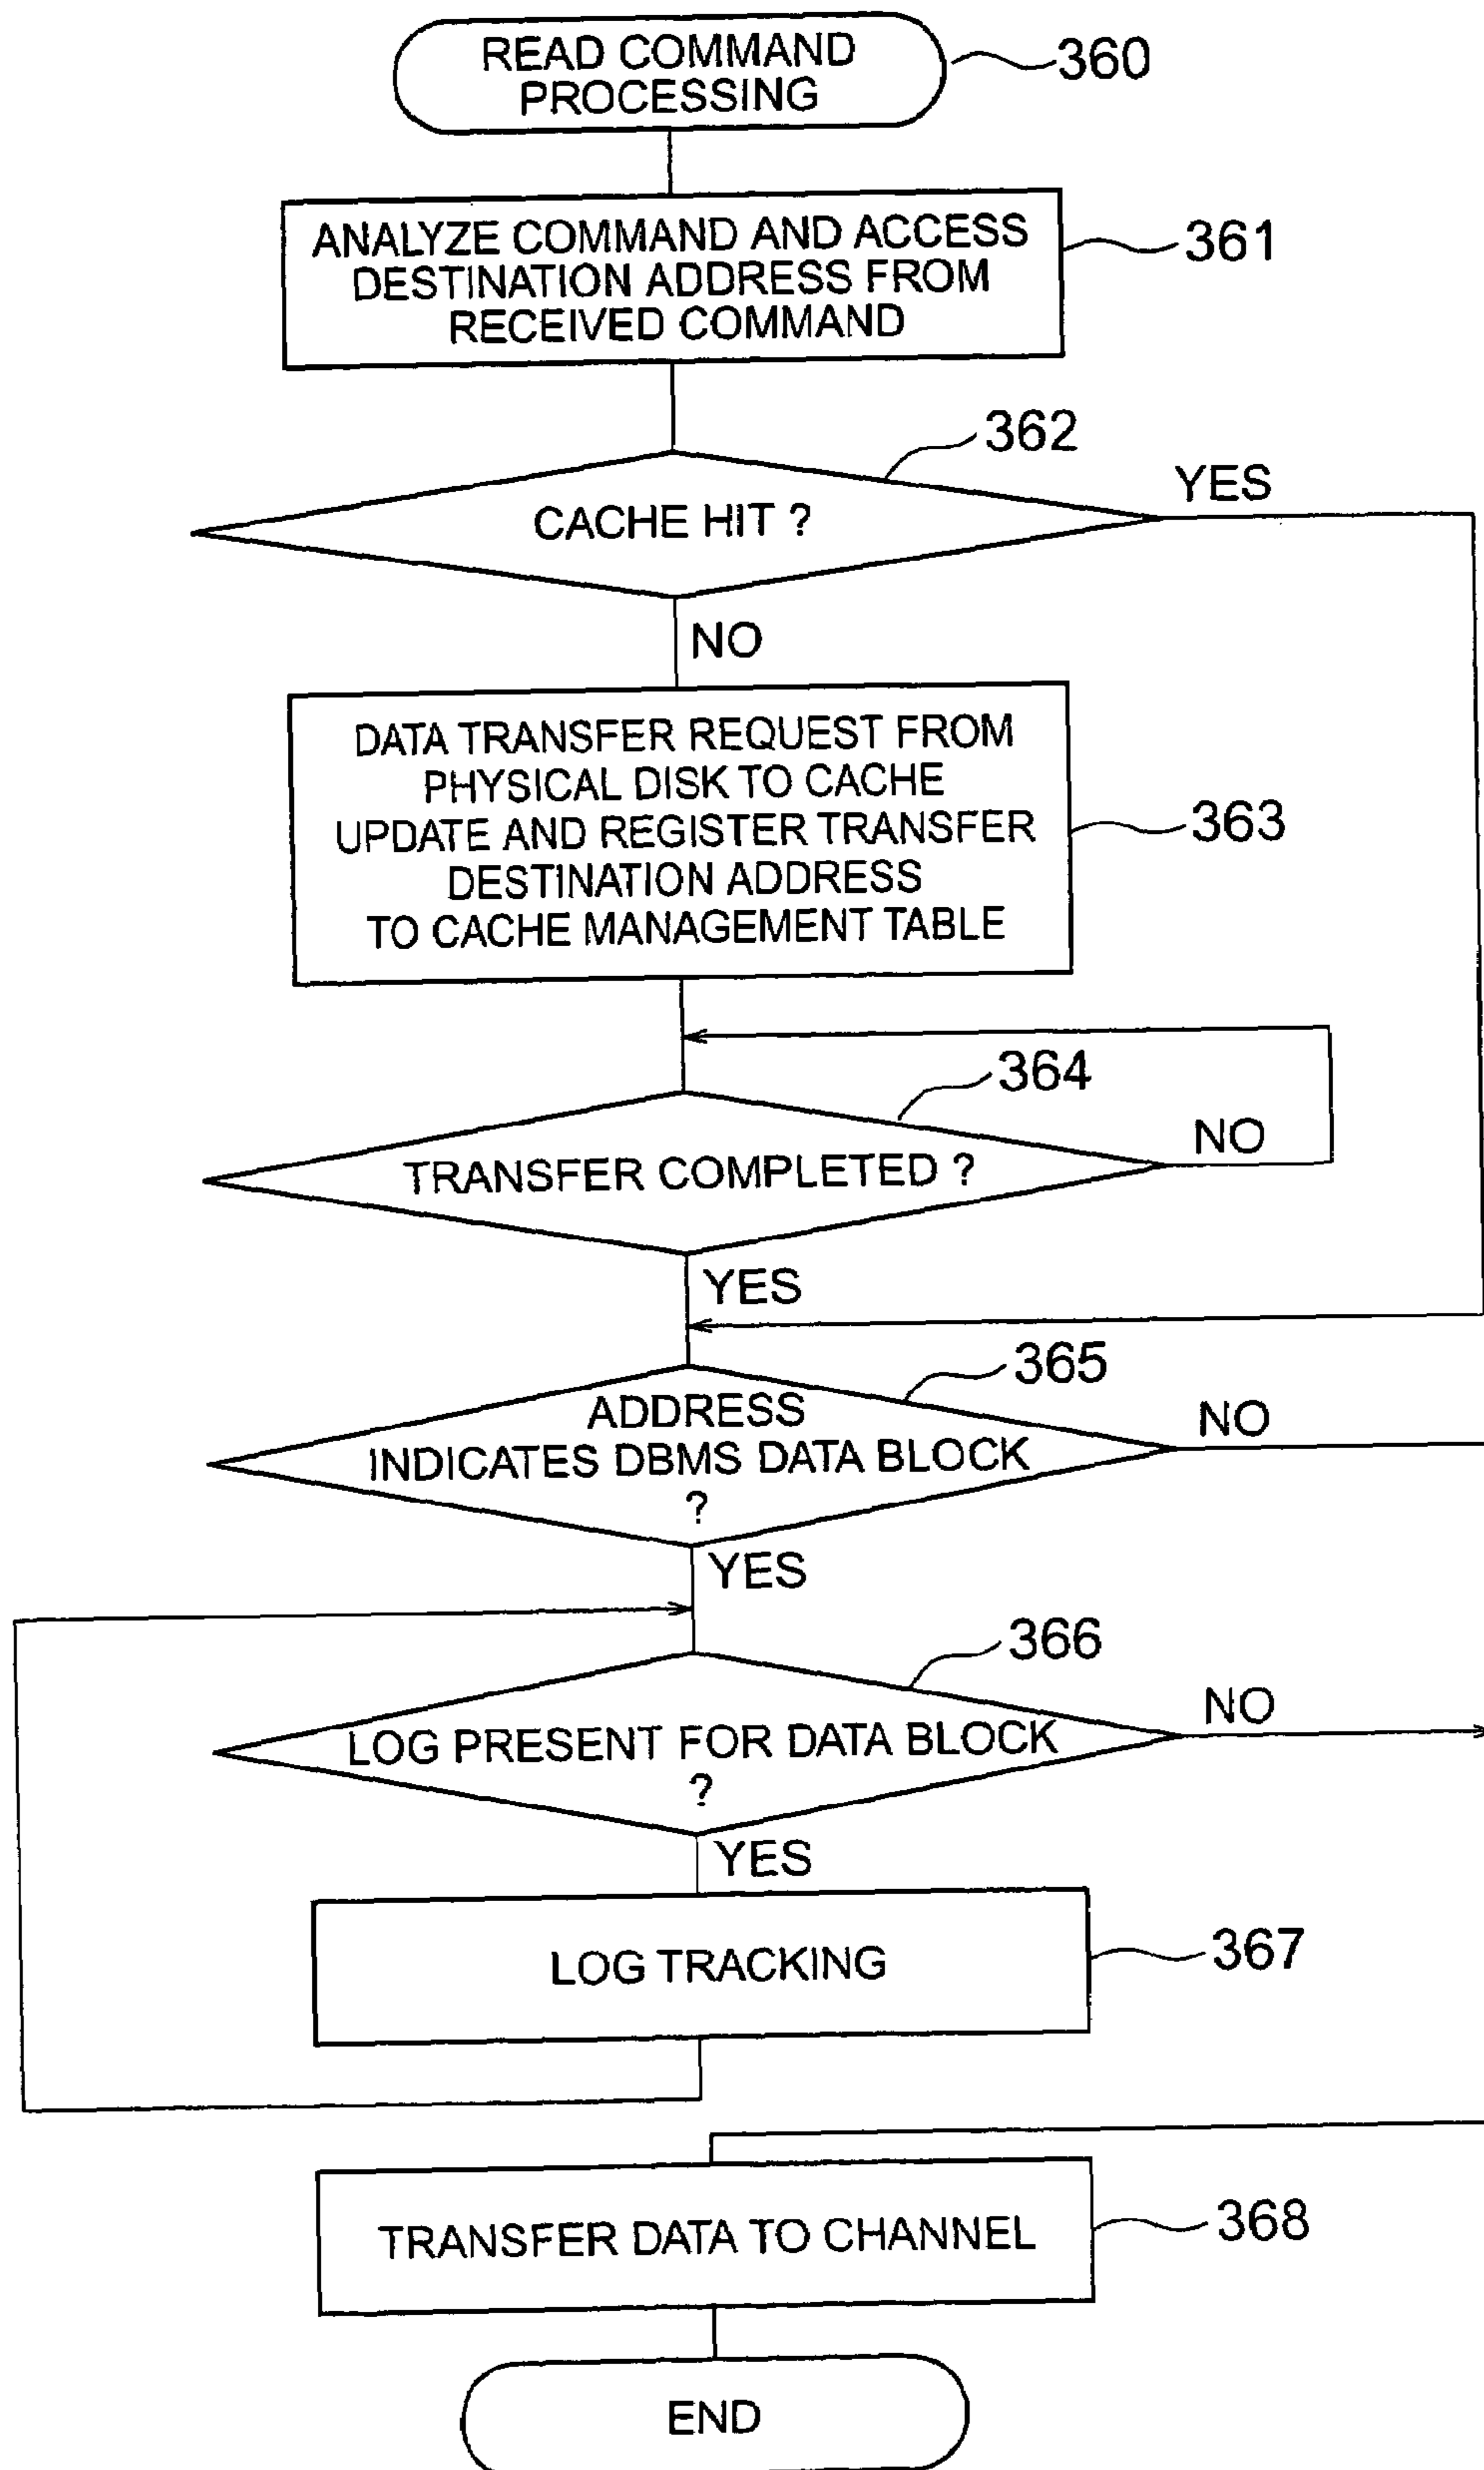 READ COMMAND
PROCESSING
360
ANALYZE COMMAND AND ACCESS
DESTINATION ADDRESS FROM
RECEIVED COMMAND
361
362
YES
CACHE HIT ?
NO
DATA TRANSFER REQUEST FROM
PHYSICAL DISK TO CACHE
UPDATE AND REGISTER TRANSFER
DESTINATION ADDRESS
TO CACHE MANAGEMENT TABLE
363
364
NO
TRANSFER COMPLETED ?
YES
365
ADDRESS
INDICATES DBMS DATA BLOCK
?
NO
YES
366
NO
LOG PRESENT FOR DATA BLOCK
?
YES
LOG TRACKING
367
TRANSFER DATA TO CHANNEL
368
END